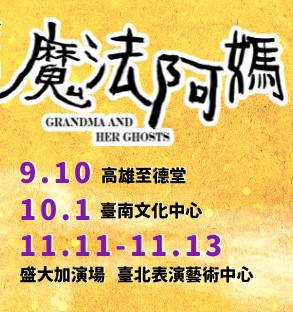 魔法阿媽
GRANDMA AND
HER GHOSTS
9.10 高雄至德堂
10.1 臺南文化中心
11.11-11.13
盛大加演場 臺北表演藝術中心